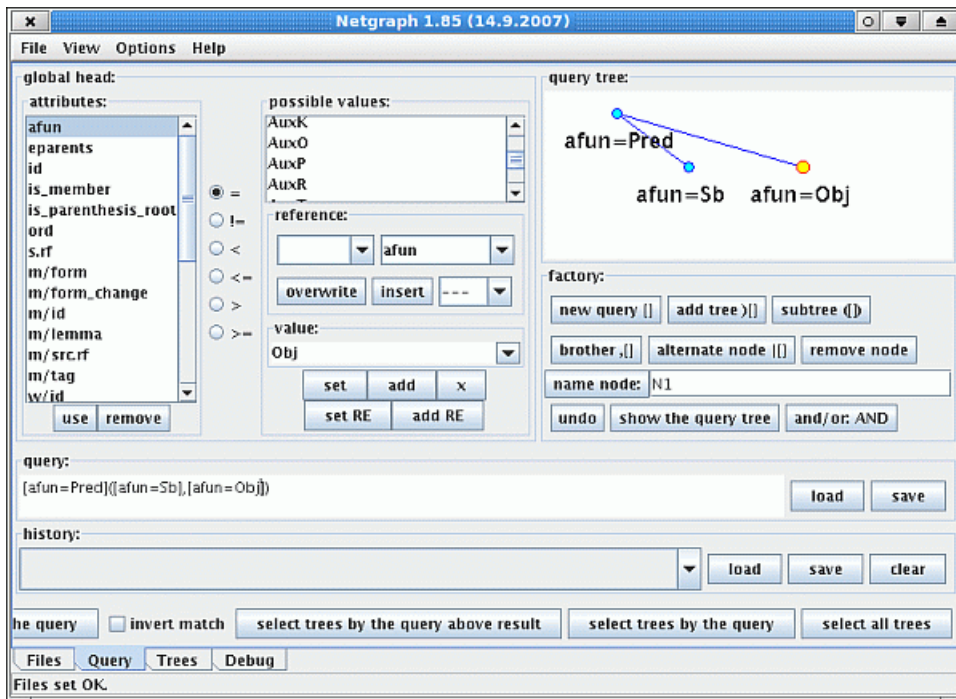 Netgraph 1.85 (14.9.2007)
File View Options Help
global head:
attributes:
afun
eparents
id
is_member
is_parenthesis_root
ord
s.rf
m/form
m/form_change
m/id
m/lemma
m/src.rf
m/tag
w/id
use remove
=
!=
<
<=
>
>=
possible values:
AuxK
AuxO
AuxP
AuxR
reference:
afun
overwrite insert ---
value:
Obj
set add x
set RE add RE
query tree:
afun=Pred
afun=Sb afun=Obj
factory:
new query [] add tree )[] subtree ([])
brother ,[] alternate node |[] remove node
name node: N1
undo show the query tree and/or: AND
query:
[afun=Pred]([afun=Sb],[afun=Obj])
load save
history:
load save clear
he query invert match select trees by the query above result select trees by the query select all trees
Files Query Trees Debug
Files set OK.